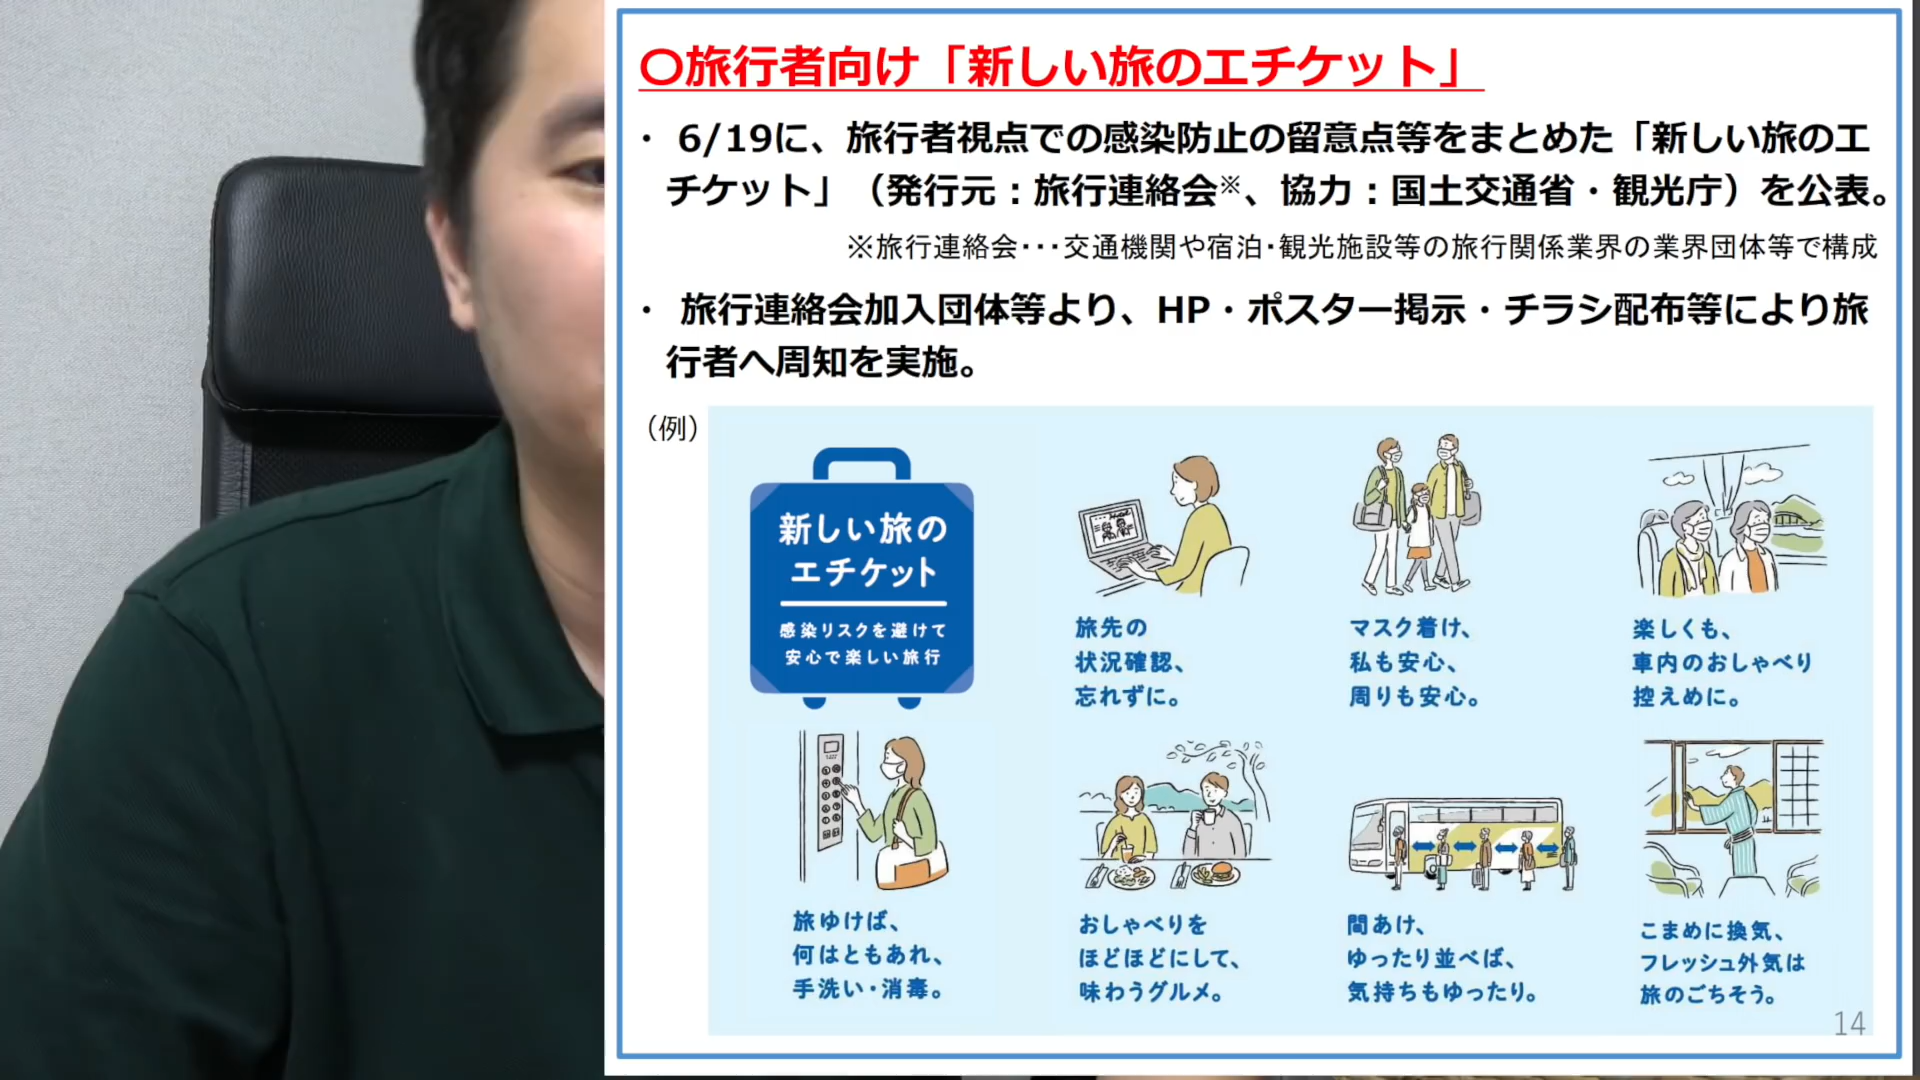 〇旅行者向け「新しい旅のエチケット」
・ 6/19に、旅行者視点での感染防止の留意点等をまとめた「新しい旅のエ
チケット」（発行元：旅行連絡会※、協力：国土交通省・観光庁）を公表。
※旅行連絡会･･･交通機関や宿泊･観光施設等の旅行関係業界の業界団体等で構成
・ 旅行連絡会加入団体等より、HP・ポスター掲示・チラシ配布等により旅
行者へ周知を実施。
（例）
新しい旅の
エチケット
感染リスクを避けて
安心で楽しい旅行
旅先の
状況確認、
忘れずに。
マスク着け、
私も安心、
周りも安心。
楽しくも、
車内のおしゃべり
控えめに。
旅ゆけば、
何はともあれ、
手洗い・消毒。
おしゃべりを
ほどほどにして、
味わうグルメ。
間あけ、
ゆったり並べば、
気持ちもゆったり。
こまめに換気、
フレッシュ外気は
旅のごちそう。
14